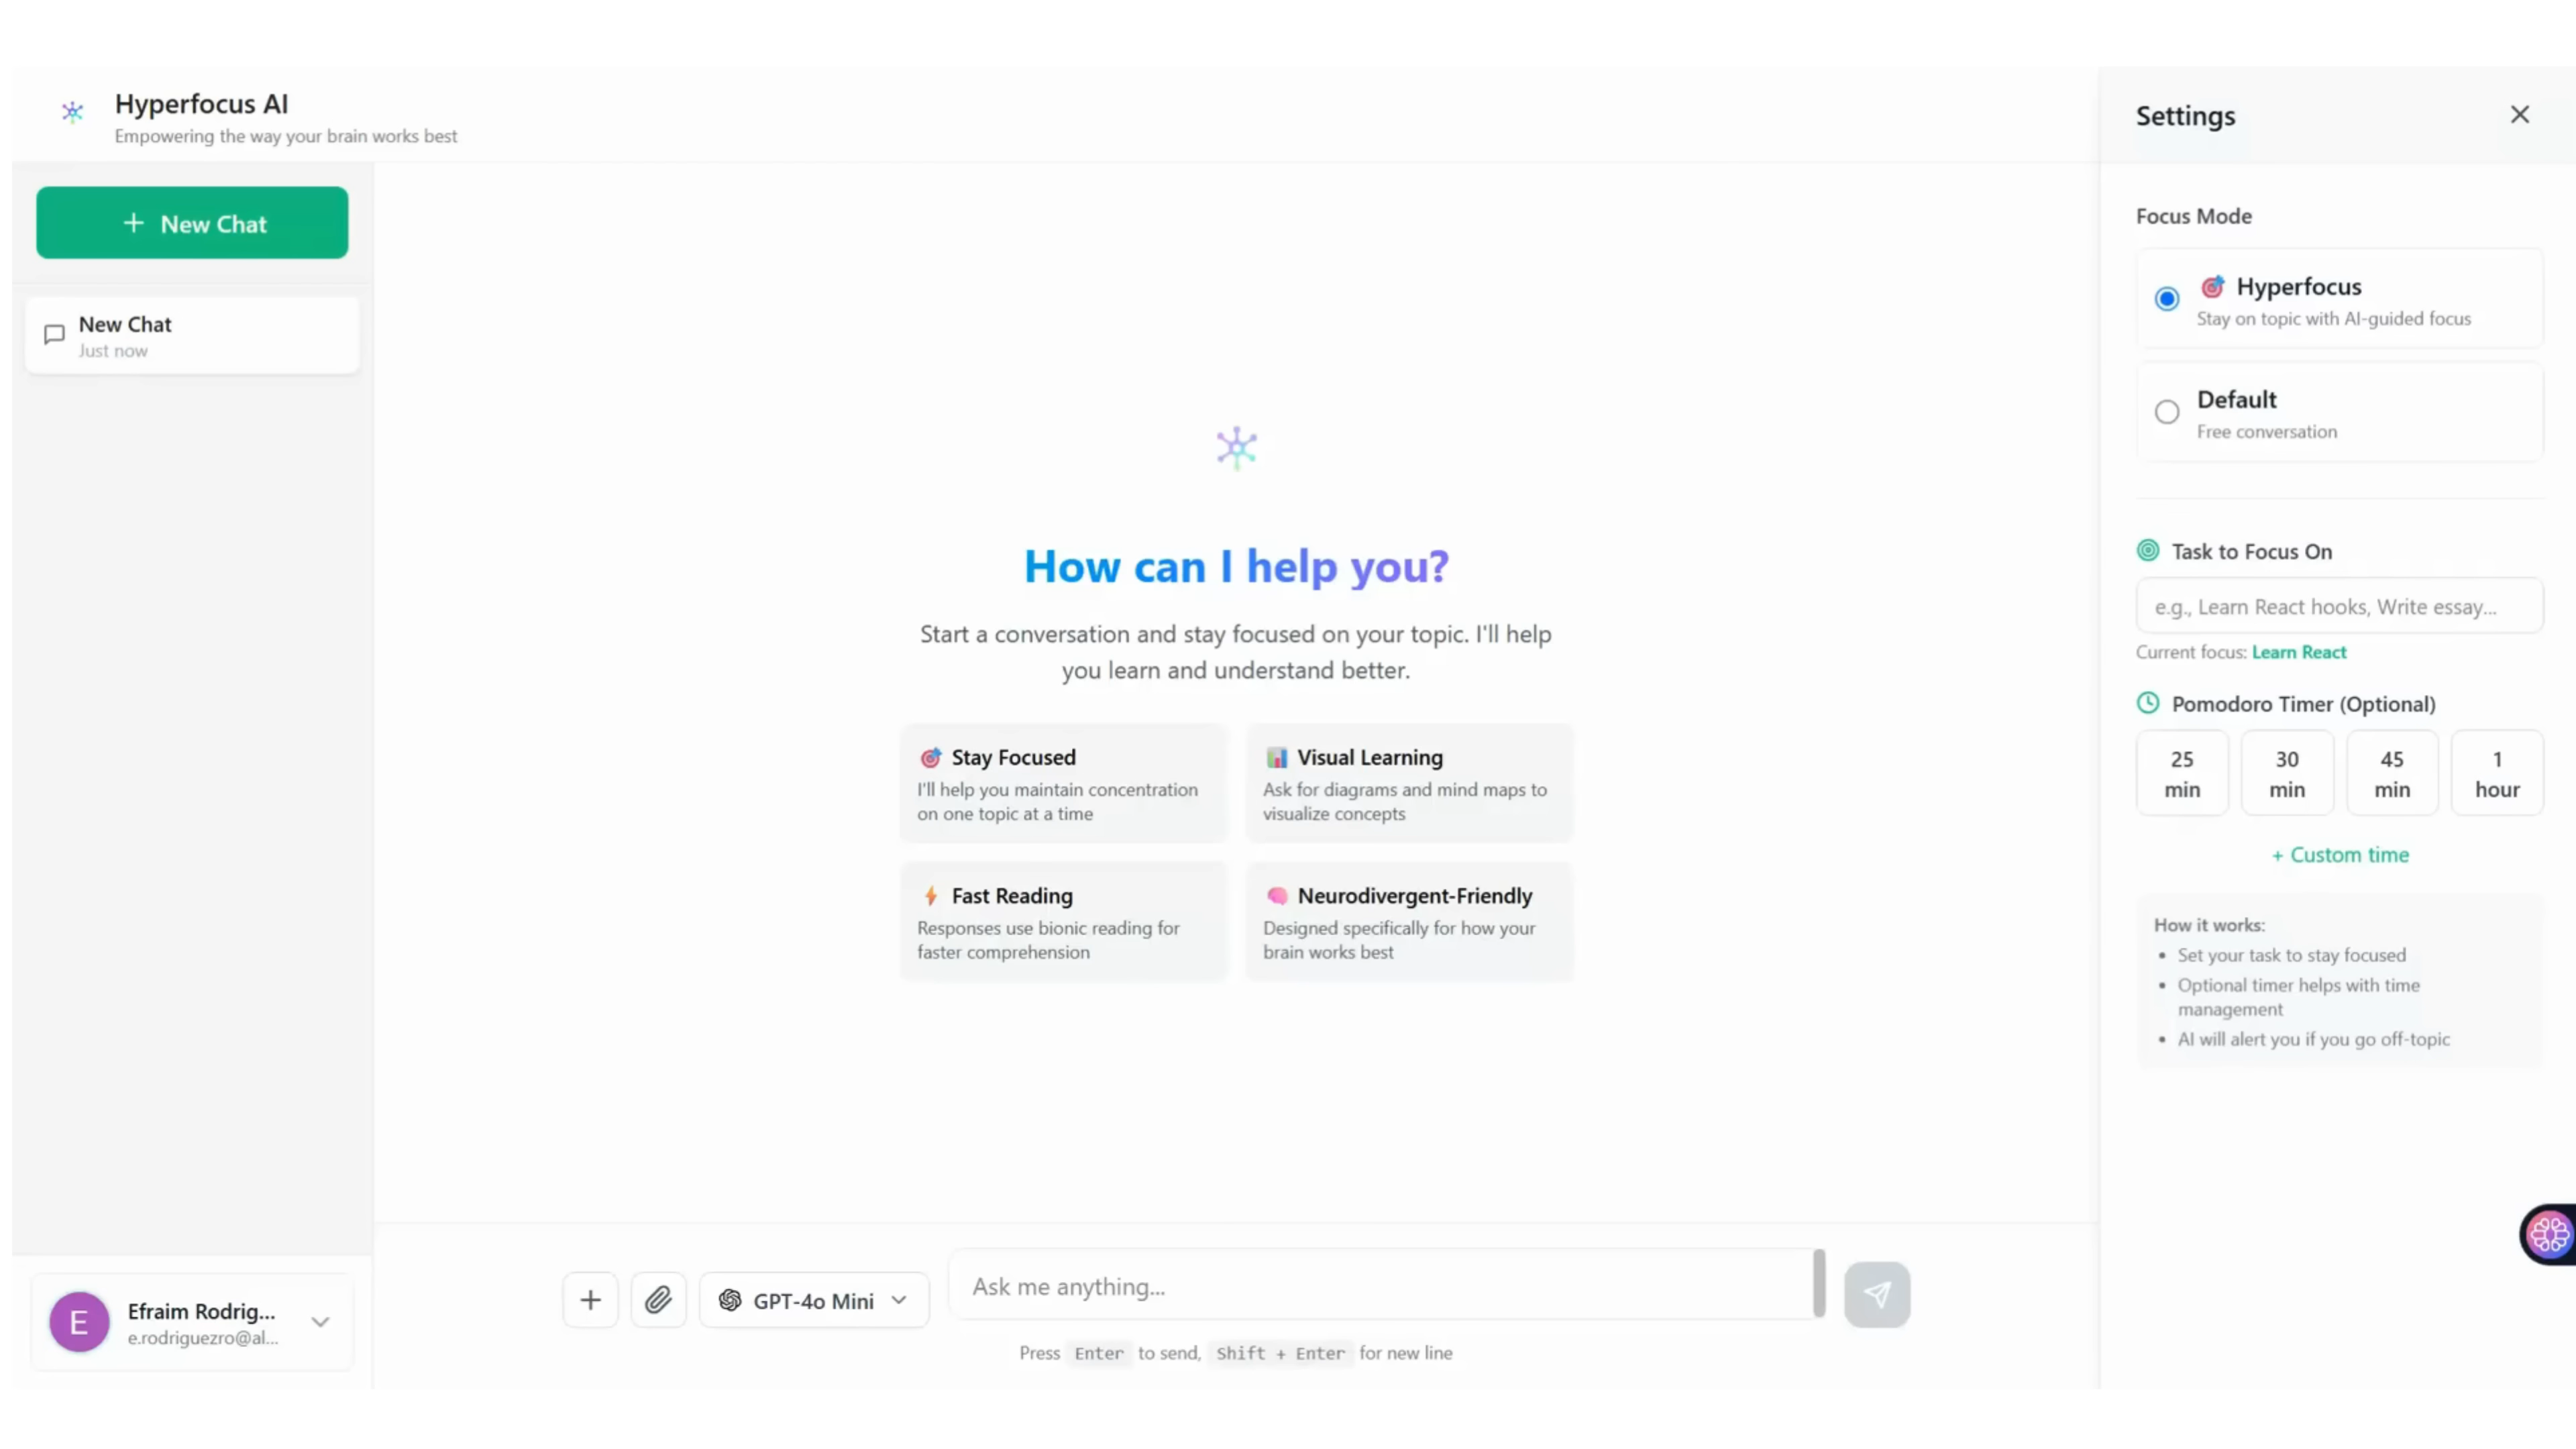 Hyperfocus AI
Empowering the way your brain works best
+ New Chat
New Chat
Just now
How can I help you?
Start a conversation and stay focused on your topic. I'll help
you learn and understand better.
Stay Focused
I'll help you maintain concentration
on one topic at a time
Visual Learning
Ask for diagrams and mind maps to
visualize concepts
Fast Reading
Responses use bionic reading for
faster comprehension
Neurodivergent-Friendly
Designed specifically for how your
brain works best
E
Efraim Rodrig...
e.rodriguezro@al...
GPT-4o Mini
Ask me anything...
Press Enter to send, Shift + Enter for new line
Settings
Focus Mode
Hyperfocus
Stay on topic with AI-guided focus
Default
Free conversation
Task to Focus On
e.g., Learn React hooks, Write essay...
Current focus: Learn React
Pomodoro Timer (Optional)
25
min
30
min
45
min
1
hour
+ Custom time
How it works:
• Set your task to stay focused
• Optional timer helps with time
management
• AI will alert you if you go off-topic